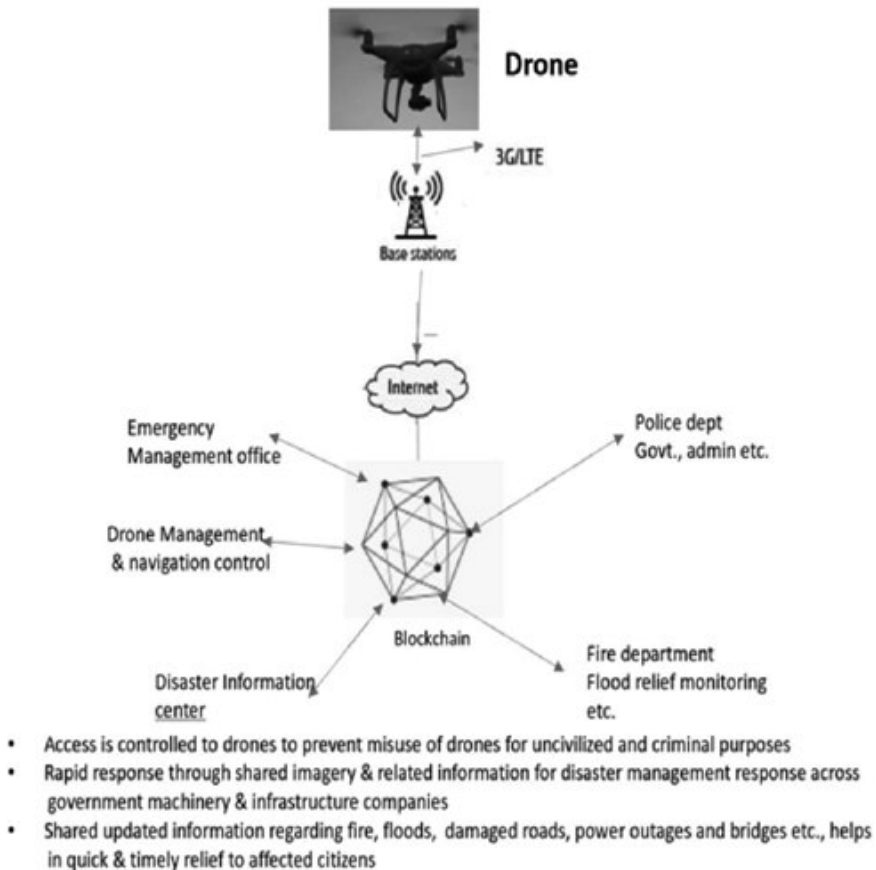 Drone
3G/LTE
Base stations
Internet
Emergency
Management office
Police dept
Govt., admin etc.
Drone Management
& navigation control
Blockchain
Disaster Information
center
Fire department
Flood relief monitoring
etc.
• Access is controlled to drones to prevent misuse of drones for uncivilized and criminal purposes
• Rapid response through shared imagery & related information for disaster management response across
government machinery & infrastructure companies
• Shared updated information regarding fire, floods, damaged roads, power outages and bridges etc., helps
in quick & timely relief to affected citizens